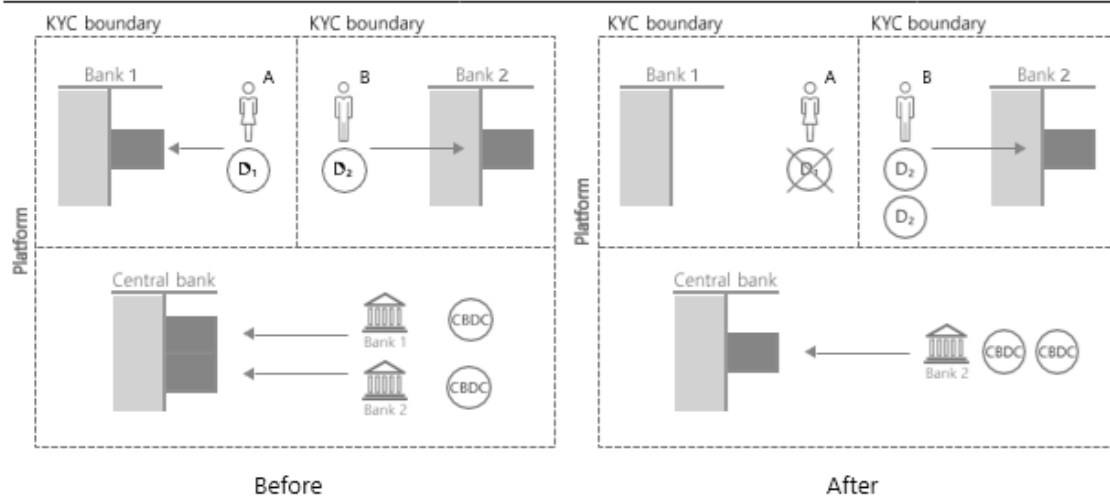 KYC boundary
KYC boundary
Bank 1
A
B
Bank 2
D₁
D₂
Platform
Central bank
CBDC
Bank 1
CBDC
Bank 2
Before
KYC boundary
KYC boundary
Bank 1
A
B
Bank 2
D₁
D₂
D₂
Platform
Central bank
CBDC
CBDC
Bank 2
After